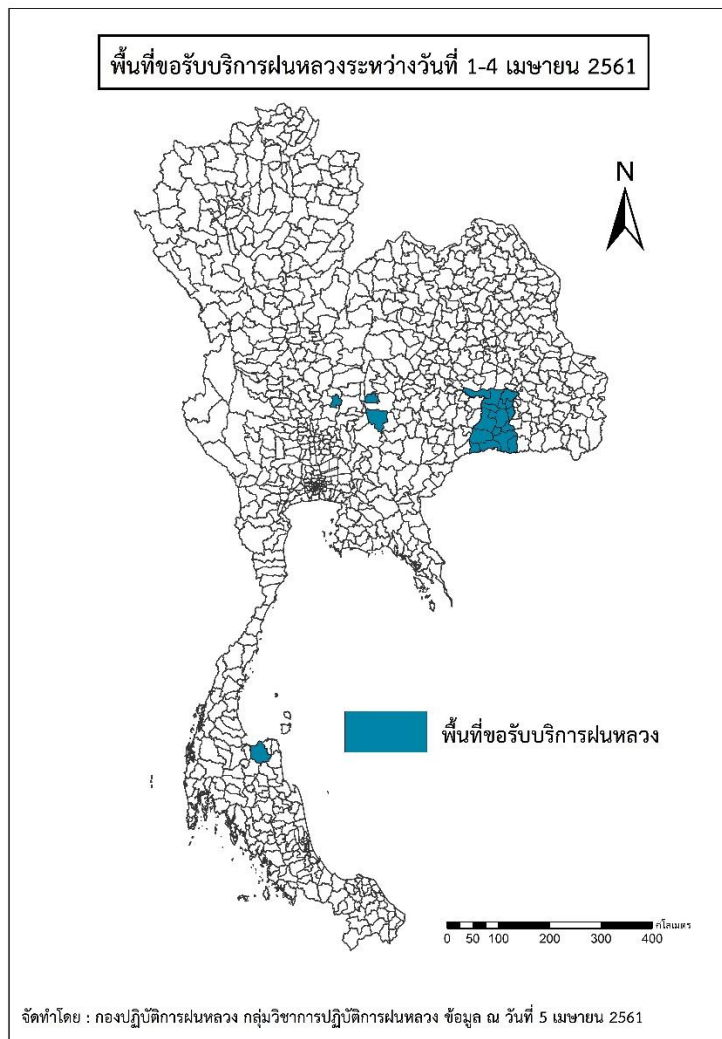 พื้นที่ขอรับบริการฝนหลวงระหว่างวันที่ 1-4 เมษายน 2561
N
พื้นที่ขอรับบริการฝนหลวง
กิโลเมตร
0 50 100 200 300 400
จัดทำโดย : กองปฏิบัติการฝนหลวง กลุ่มวิชาการปฏิบัติการฝนหลวง ข้อมูล ณ วันที่ 5 เมษายน 2561